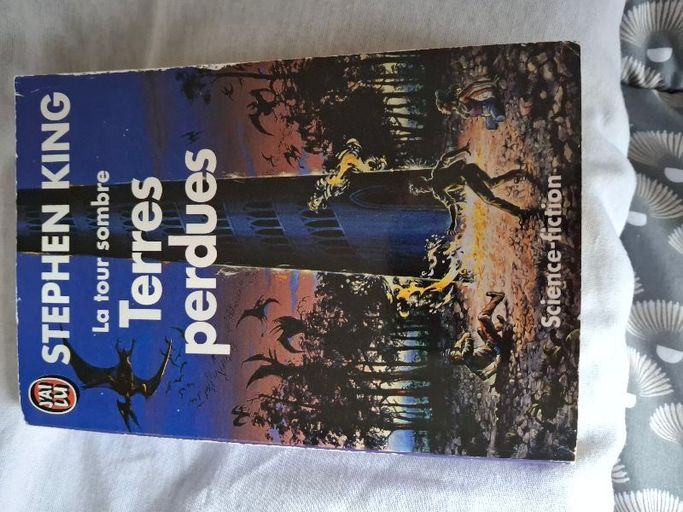 J'AI
LU
STEPHEN KING
La tour sombre
Terres
perdues
Science-fiction